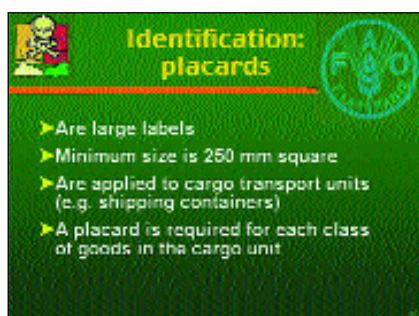 Identification:
placards
F A O
➤Are large labels
➤Minimum size is 250 mm square
➤Are applied to cargo transport units
(e.g. shipping containers)
➤A placard is required for each class
of goods in the cargo unit